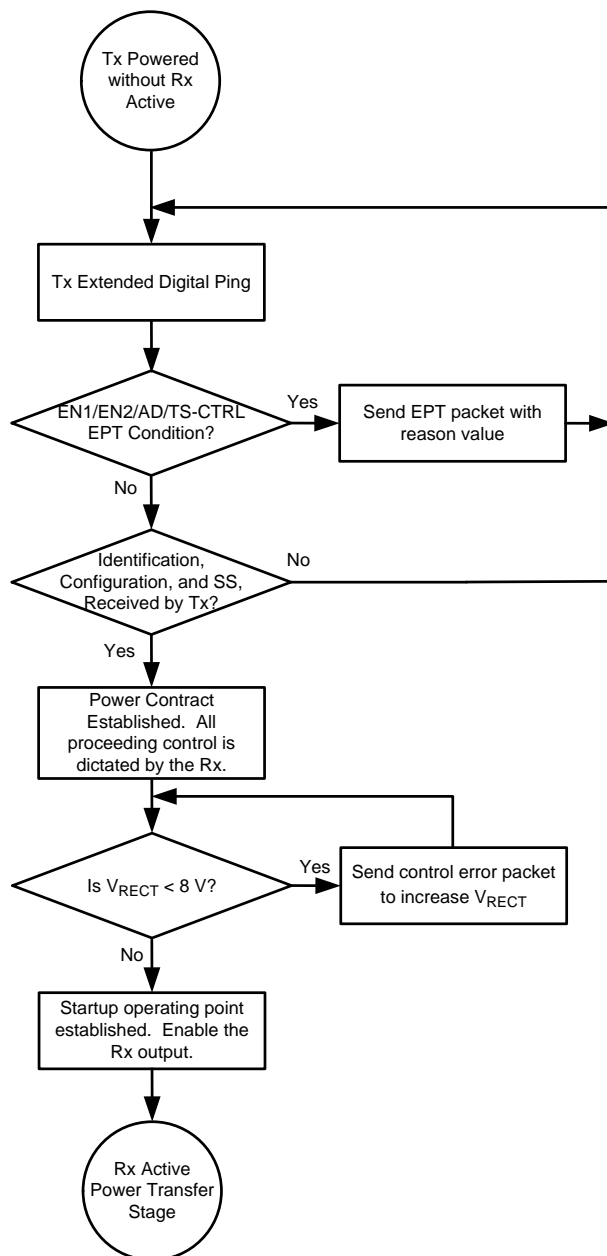 Tx Powered
without Rx
Active
Tx Extended Digital Ping
EN1/EN2/AD/TS-CTRL
EPT Condition?
Yes
Send EPT packet with
reason value
No
Identification,
Configuration, and SS,
Received by Tx?
No
Yes
Power Contract
Established.  All
proceeding control is
dictated by the Rx.
Is VRECT < 8 V?
Yes
Send control error packet
to increase VRECT
No
Startup operating point
established.  Enable the
Rx output.
Rx Active
Power Transfer
Stage